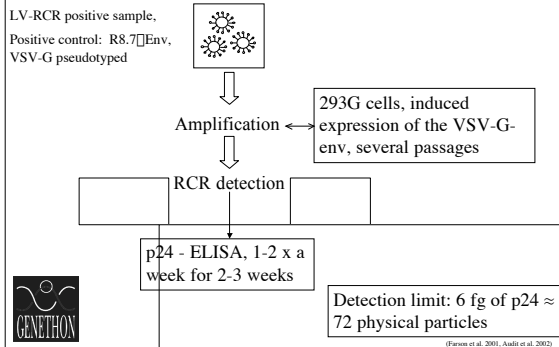 LV-RCR positive sample,
Positive control: R8.7▯Env,
VSV-G pseudotyped
Amplification
293G cells, induced
expression of the VSV-G-
env, several passages
RCR detection
p24 - ELISA, 1-2 x a
week for 2-3 weeks
GENETHON
Detection limit: 6 fg of p24 ≈
72 physical particles
(Farson et al. 2001, Audit et al. 2002)